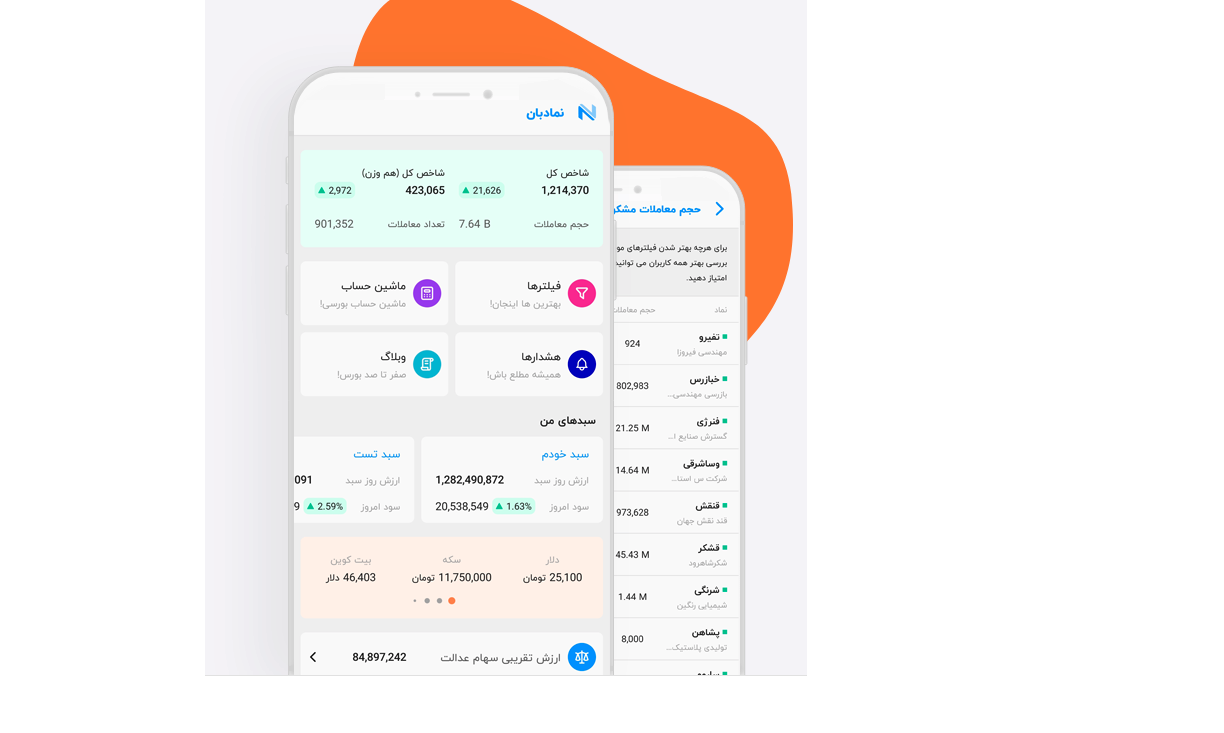 نمادبان
شاخص کل
شاخص کل (هم وزن)
1,214,370 21,626
423,065 2,972
حجم معاملات 7.64 B
تعداد معاملات 901,352
فیلترها
بهترین ها اینجان!
ماشین حساب
ماشین حساب بورسی!
هشدارها
همیشه مطلع باش!
وبلاگ
صفر تا صد بورس!
سبدهای من
سبد خودم
ارزش روز سبد 1,282,490,872
سود امروز 1.63% 20,538,549
سبد تست
ارزش روز سبد 091
سود امروز 2.59% 9
دلار
25,100 تومان
سکه
11,750,000 تومان
بیت کوین
46,403 دلار
ارزش تقریبی سهام عدالت 84,897,242
حجم معاملات مشکو
برای هرچه بهتر شدن فیلترهای مو
بررسی بهتر همه کاربران می توانید
امتیاز دهید.
نماد حجم معاملات
تفیرو 924
مهندسی فیروزا
خبازرس 802,983
بازرسی مهندسی...
فنرژی 21.25 M
گسترش صنایع ا...
وساشرقی 14.64 M
شرکت س استا...
قنقش 973,628
قند نقش جهان
قشکر 45.43 M
شکرشاهرود
شرنگی 1.44 M
شیمیایی رنگین
پشاهن 8,000
تولیدی پلاستیک...